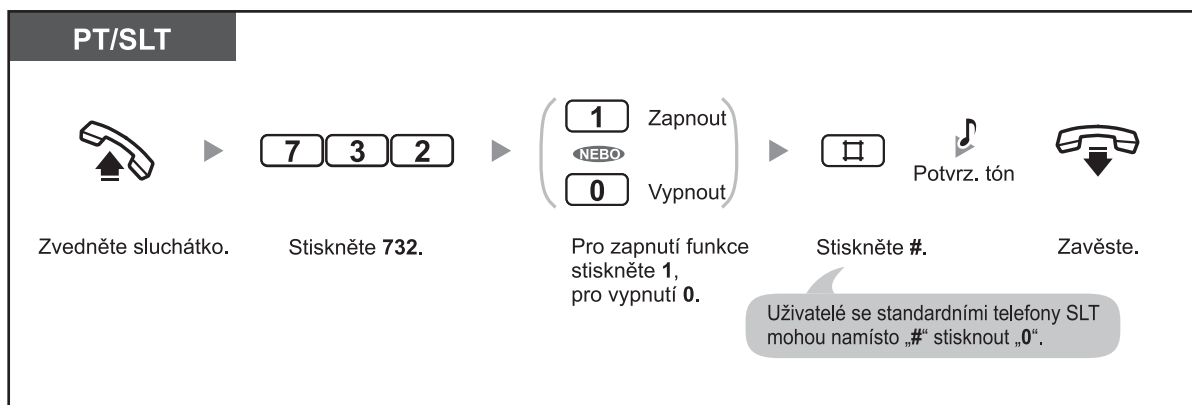 PT/SLT
1 Zapnout
7 3 2
NEBO
#
0 Vypnout
Potvrz. tón
Zvedněte sluchátko.
Stiskněte 732.
Pro zapnutí funkce
stiskněte 1,
pro vypnutí 0.
Stiskněte #.
Zavěste.
Uživatelé se standardními telefony SLT
mohou namísto „#“ stisknout „0“.